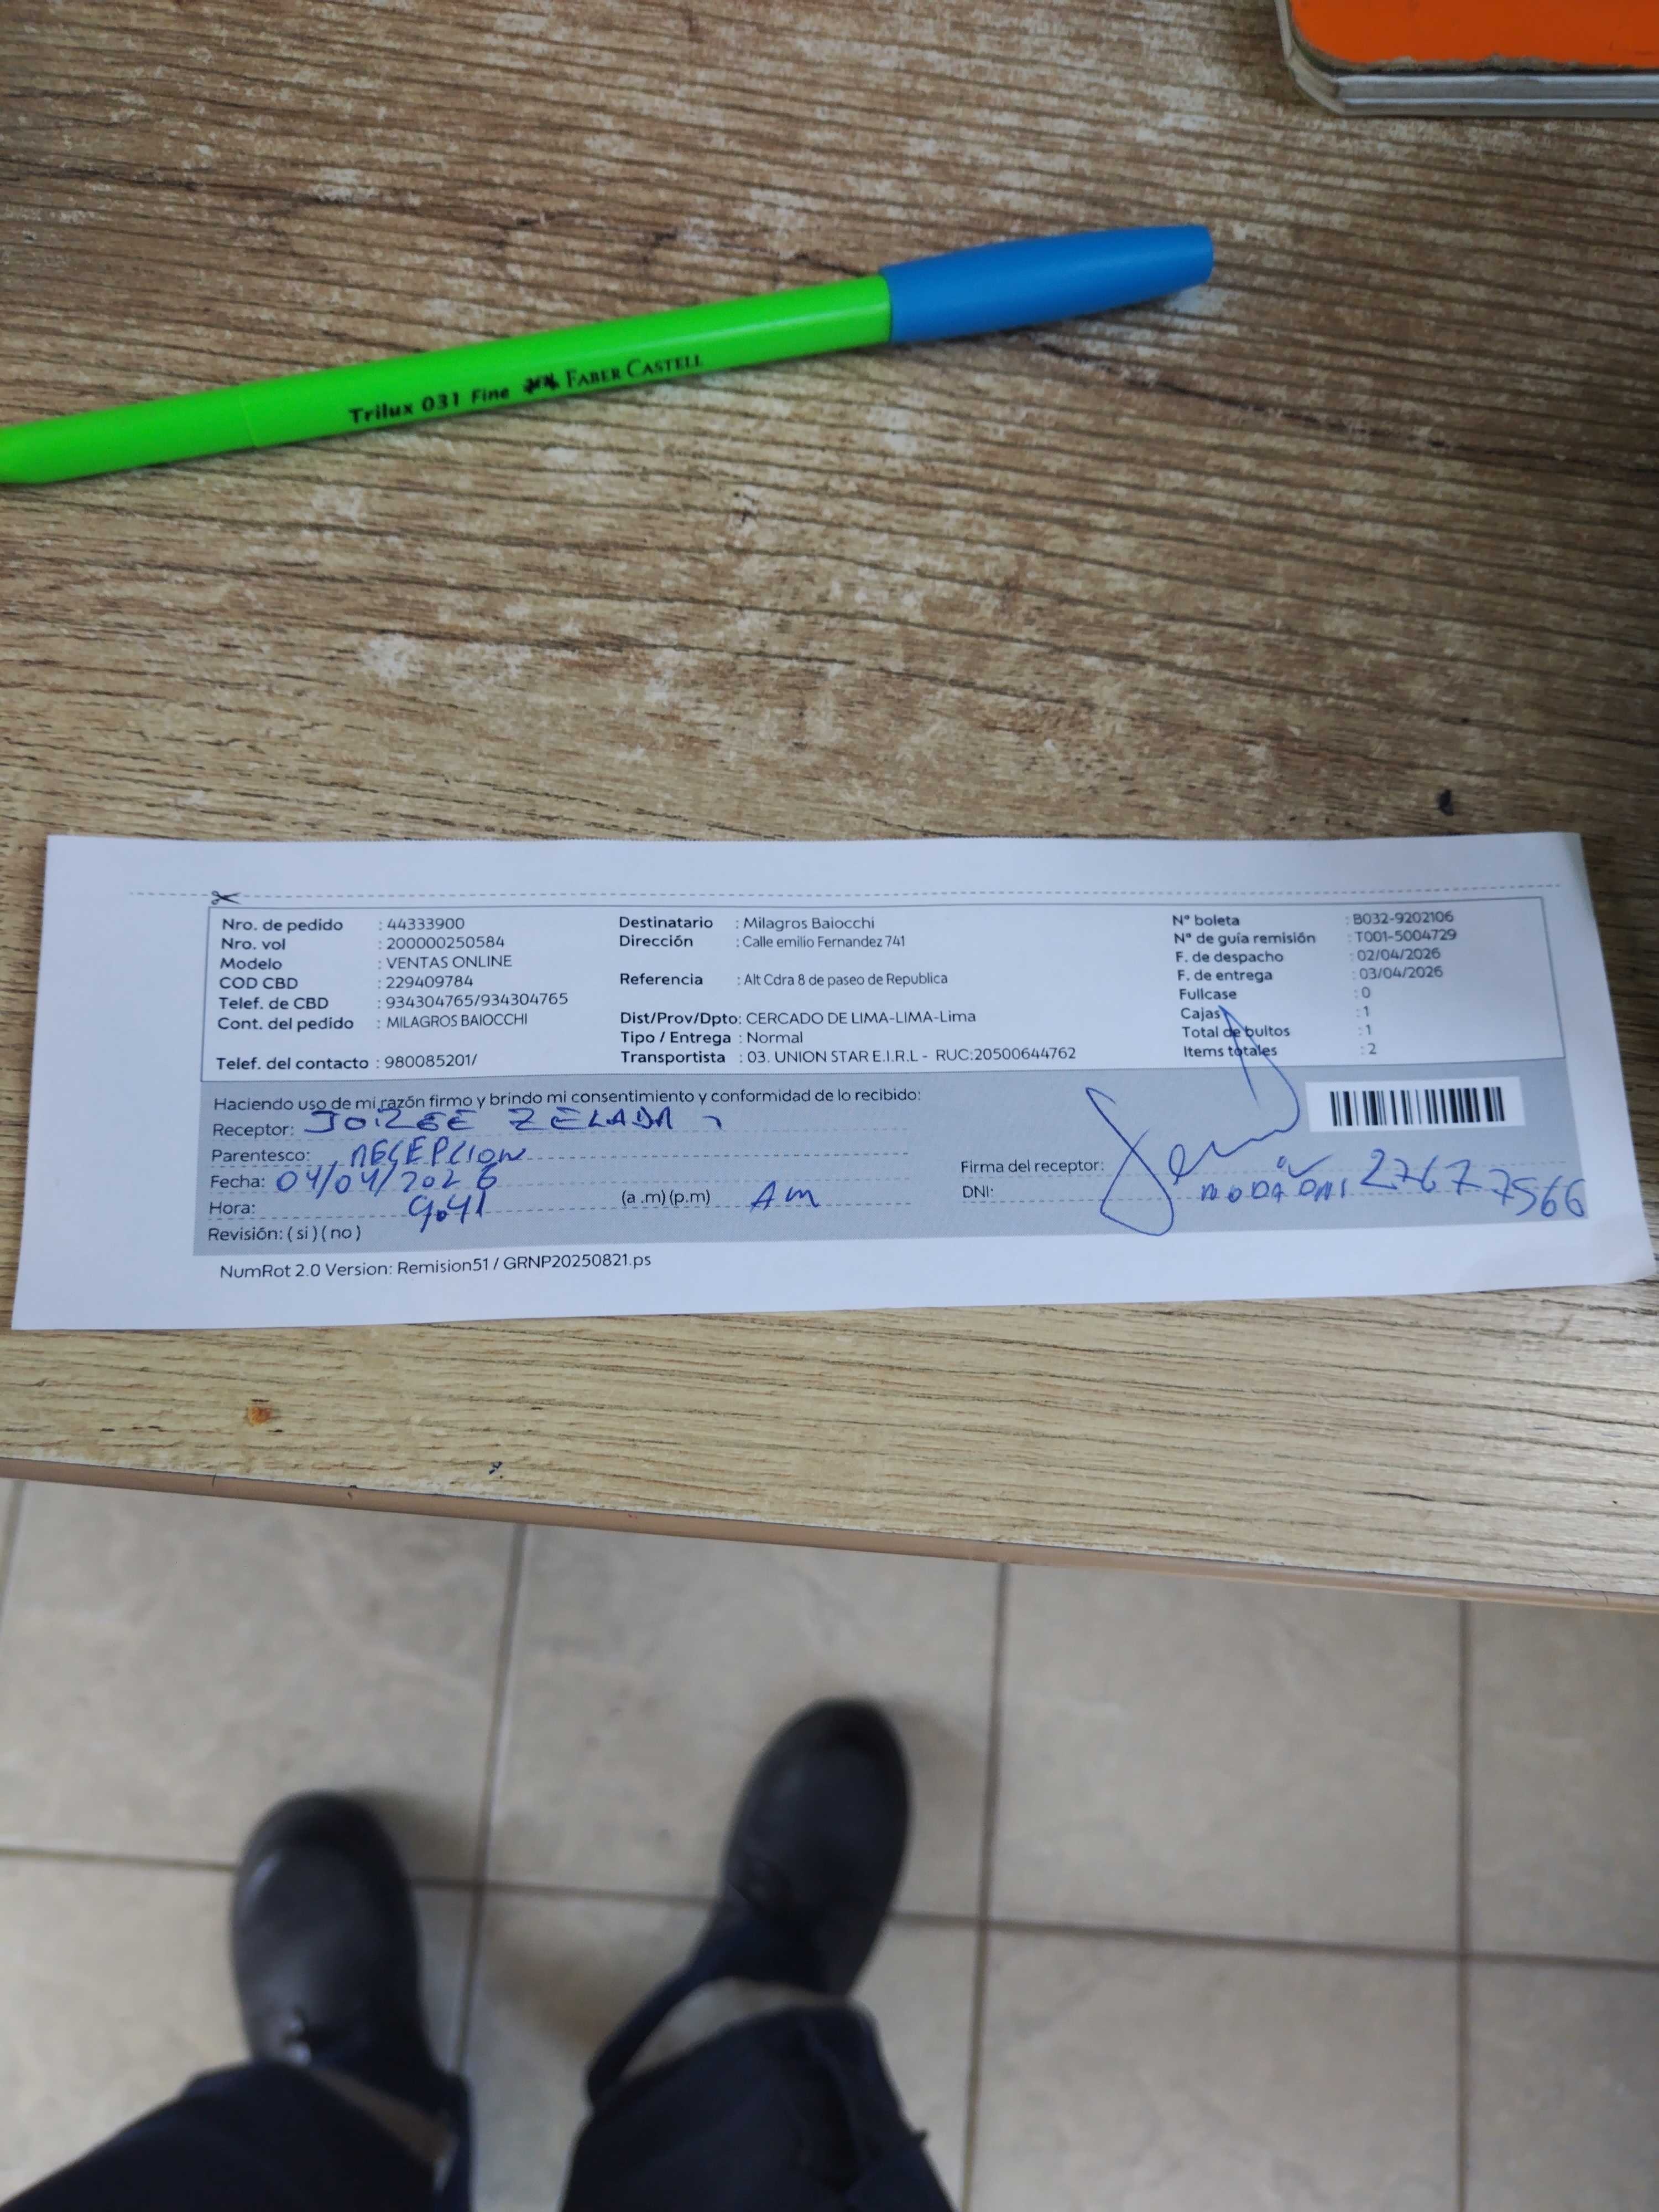 Trilux 031 Fine FABER CASTELL
Nro. de pedido : 44333900
Nro. vol : 200000250584
Modelo : VENTAS ONLINE
COD CBD : 229409784
Telef. de CBD : 934304765/934304765
Cont. del pedido : MILAGROS BAIOCCHI
Telef. del contacto : 980085201/
Destinatario : Milagros Baiocchi
Dirección : Calle emilio Fernandez 741
Referencia : Alt Cdra 8 de paseo de Republica
Dist/Prov/Dpto: CERCADO DE LIMA-LIMA-Lima
Tipo / Entrega : Normal
Transportista : 03. UNION STAR E.I.R.L - RUC:20500644762
N° boleta : B032-9202106
N° de guía remisión : T001-5004729
F. de despacho : 02/04/2026
F. de entrega : 03/04/2026
Fullcase : 0
Cajas : 1
Total de bultos : 1
Items totales : 2
Haciendo uso de mi razón firmo y brindo mi consentimiento y conformidad de lo recibido:
Receptor: JORGE ZELADA
Parentesco: RECEPCION
Fecha: 04/04/2026
Hora: 9.41 (a .m) (p.m) Am
Revisión: ( si ) ( no )
Firma del receptor:
DNI: 27677566
NumRot 2.0 Version: Remision51 / GRNP20250821.ps